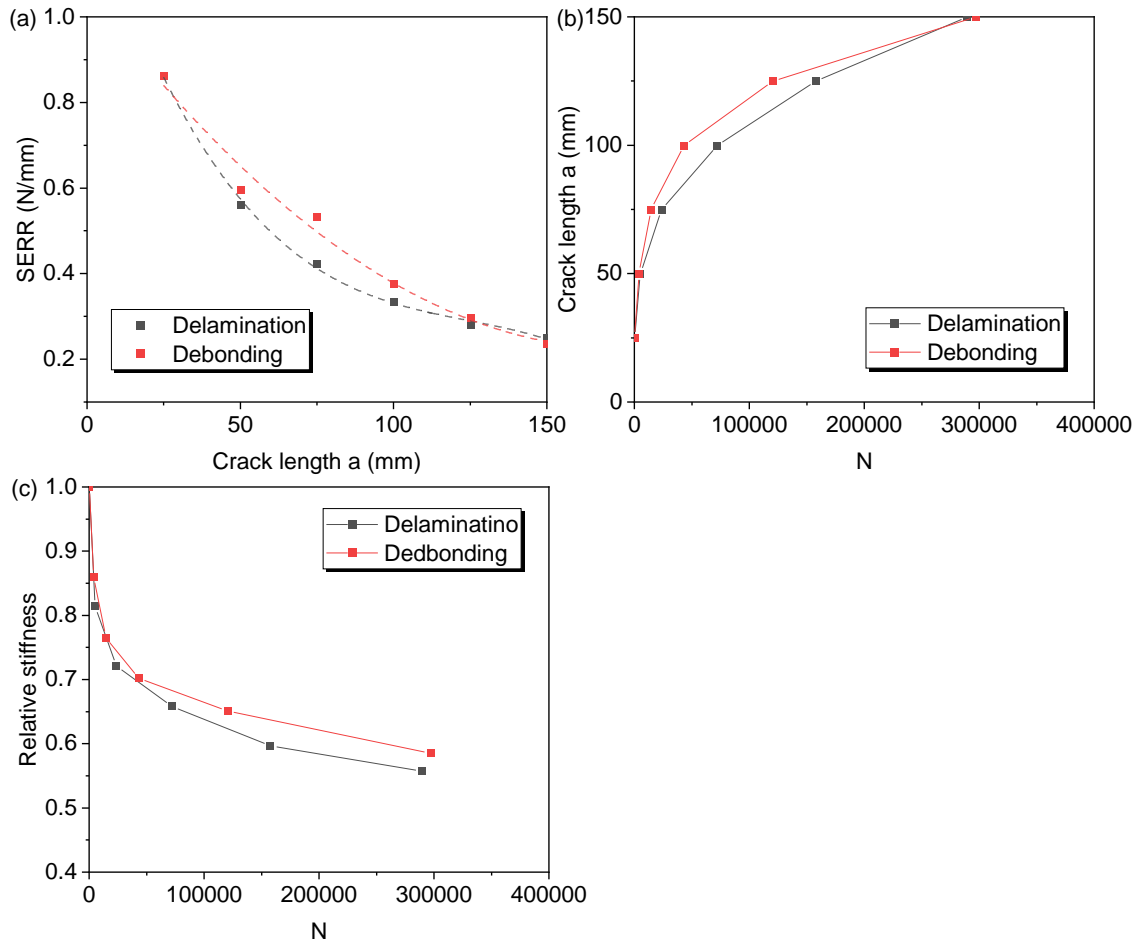 (a)
1.0
0.8
0.6
0.4
0.2
SERR (N/mm)
Delamination
Debonding
0
50
100
150
Crack length a (mm)
(b)
150
100
50
0
Crack length a (mm)
Delamination
Debonding
0
100000
200000
300000
400000
N
(c)
1.0
0.9
0.8
0.7
0.6
0.5
0.4
Relative stiffness
Delaminatino
Dedbonding
0
100000
200000
300000
400000
N